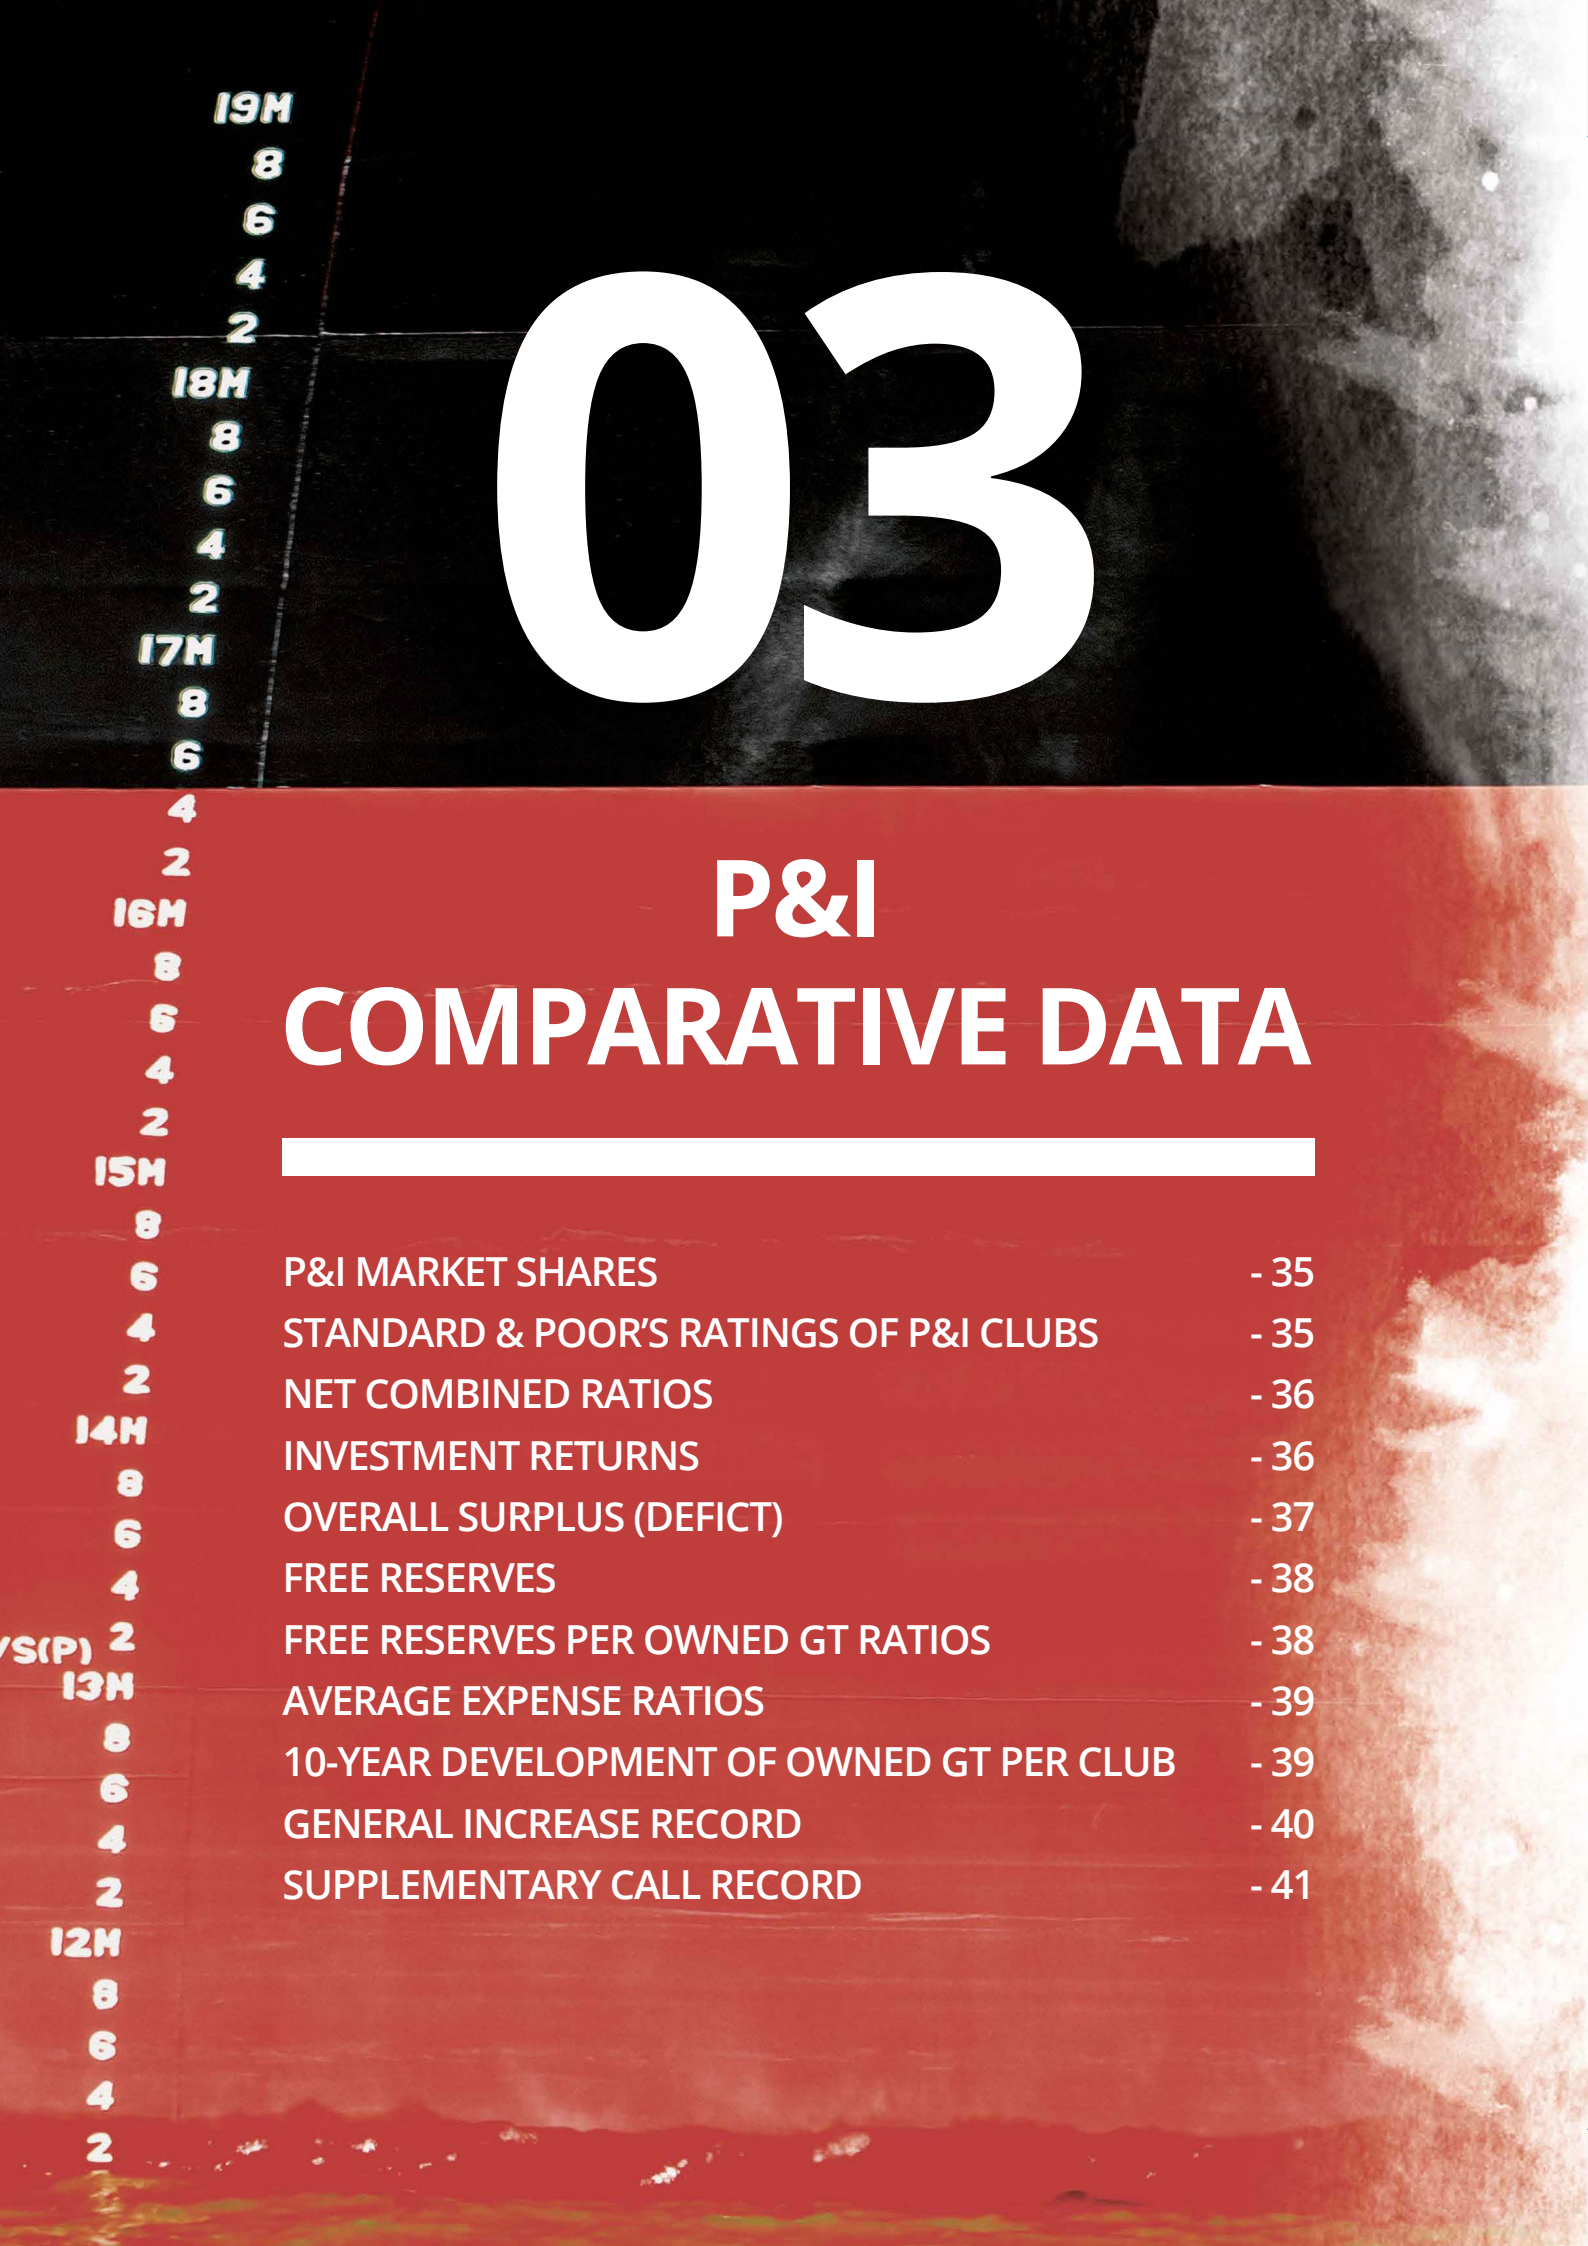 19M
8
6
4
2
18M
8
6
4
2
17M
8
6
4
2
16M
8
6
4
2
15M
8
6
4
2
14M
8
6
4
2
/S(P)
13M
8
6
4
2
12M
8
6
4
2
03
P&I
COMPARATIVE DATA
P&I MARKET SHARES - 35
STANDARD & POOR’S RATINGS OF P&I CLUBS - 35
NET COMBINED RATIOS - 36
INVESTMENT RETURNS - 36
OVERALL SURPLUS (DEFICT) - 37
FREE RESERVES - 38
FREE RESERVES PER OWNED GT RATIOS - 38
AVERAGE EXPENSE RATIOS - 39
10-YEAR DEVELOPMENT OF OWNED GT PER CLUB - 39
GENERAL INCREASE RECORD - 40
SUPPLEMENTARY CALL RECORD - 41